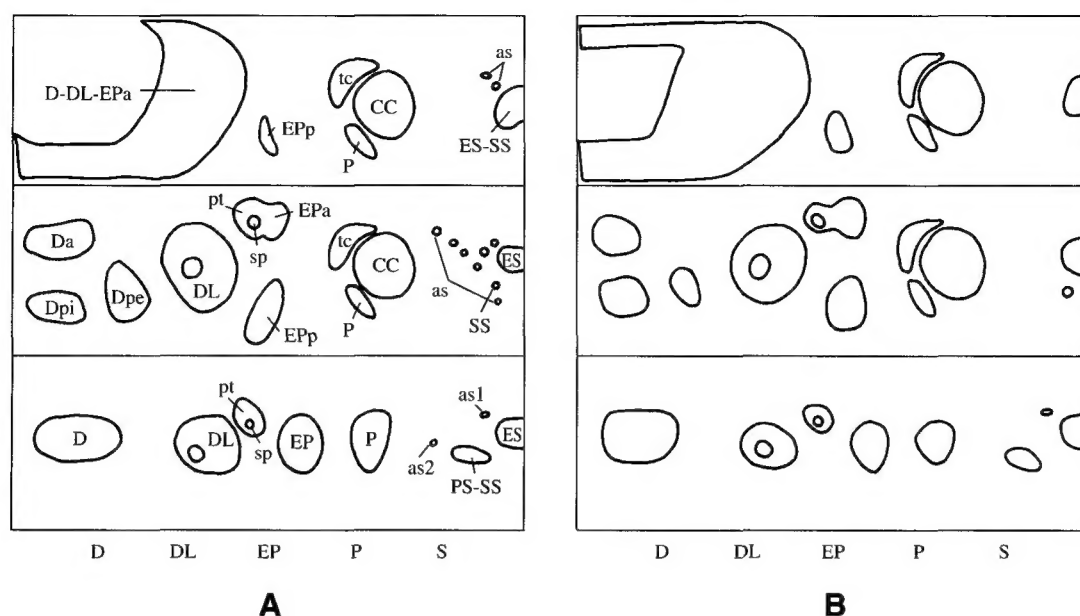 as
tc
D-DL-EPa
CC
EPp
ES-SS
P
pt
EPa
Da
sp
tc
ES
CC
DL
Dpe
Dpi
as
SS
EPp
P
pt
as1
D
DL
EP
P
ES
sp
as2
PS-SS
D DL EP P S
D DL EP P S
A
B